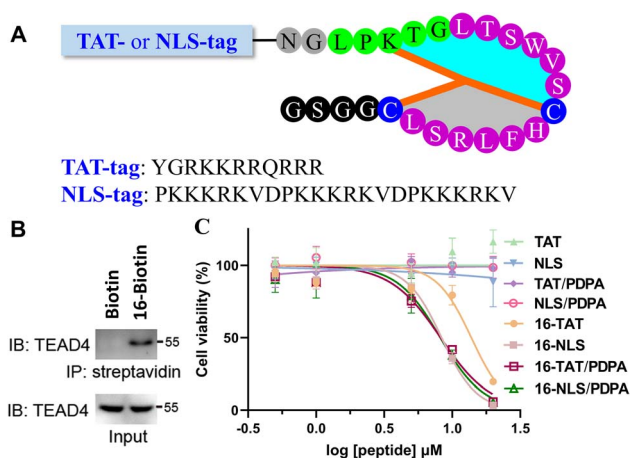 A
TAT- or NLS-tag
NGLPKTGLTSWVSC
GSGGCLSRLFH
TAT-tag: YGRKKRRQRRR
NLS-tag: PKKKRKVDPKKKRKVDPKKKRKV
B
Biotin
16-Biotin
IB: TEAD4
55
IP: streptavidin
IB: TEAD4
55
Input
C
Cell viability (%)
100
50
0
-0.5
0.0
0.5
1.0
1.5
log [peptide] μM
TAT
NLS
TAT/PDPA
NLS/PDPA
16-TAT
16-NLS
16-TAT/PDPA
16-NLS/PDPA